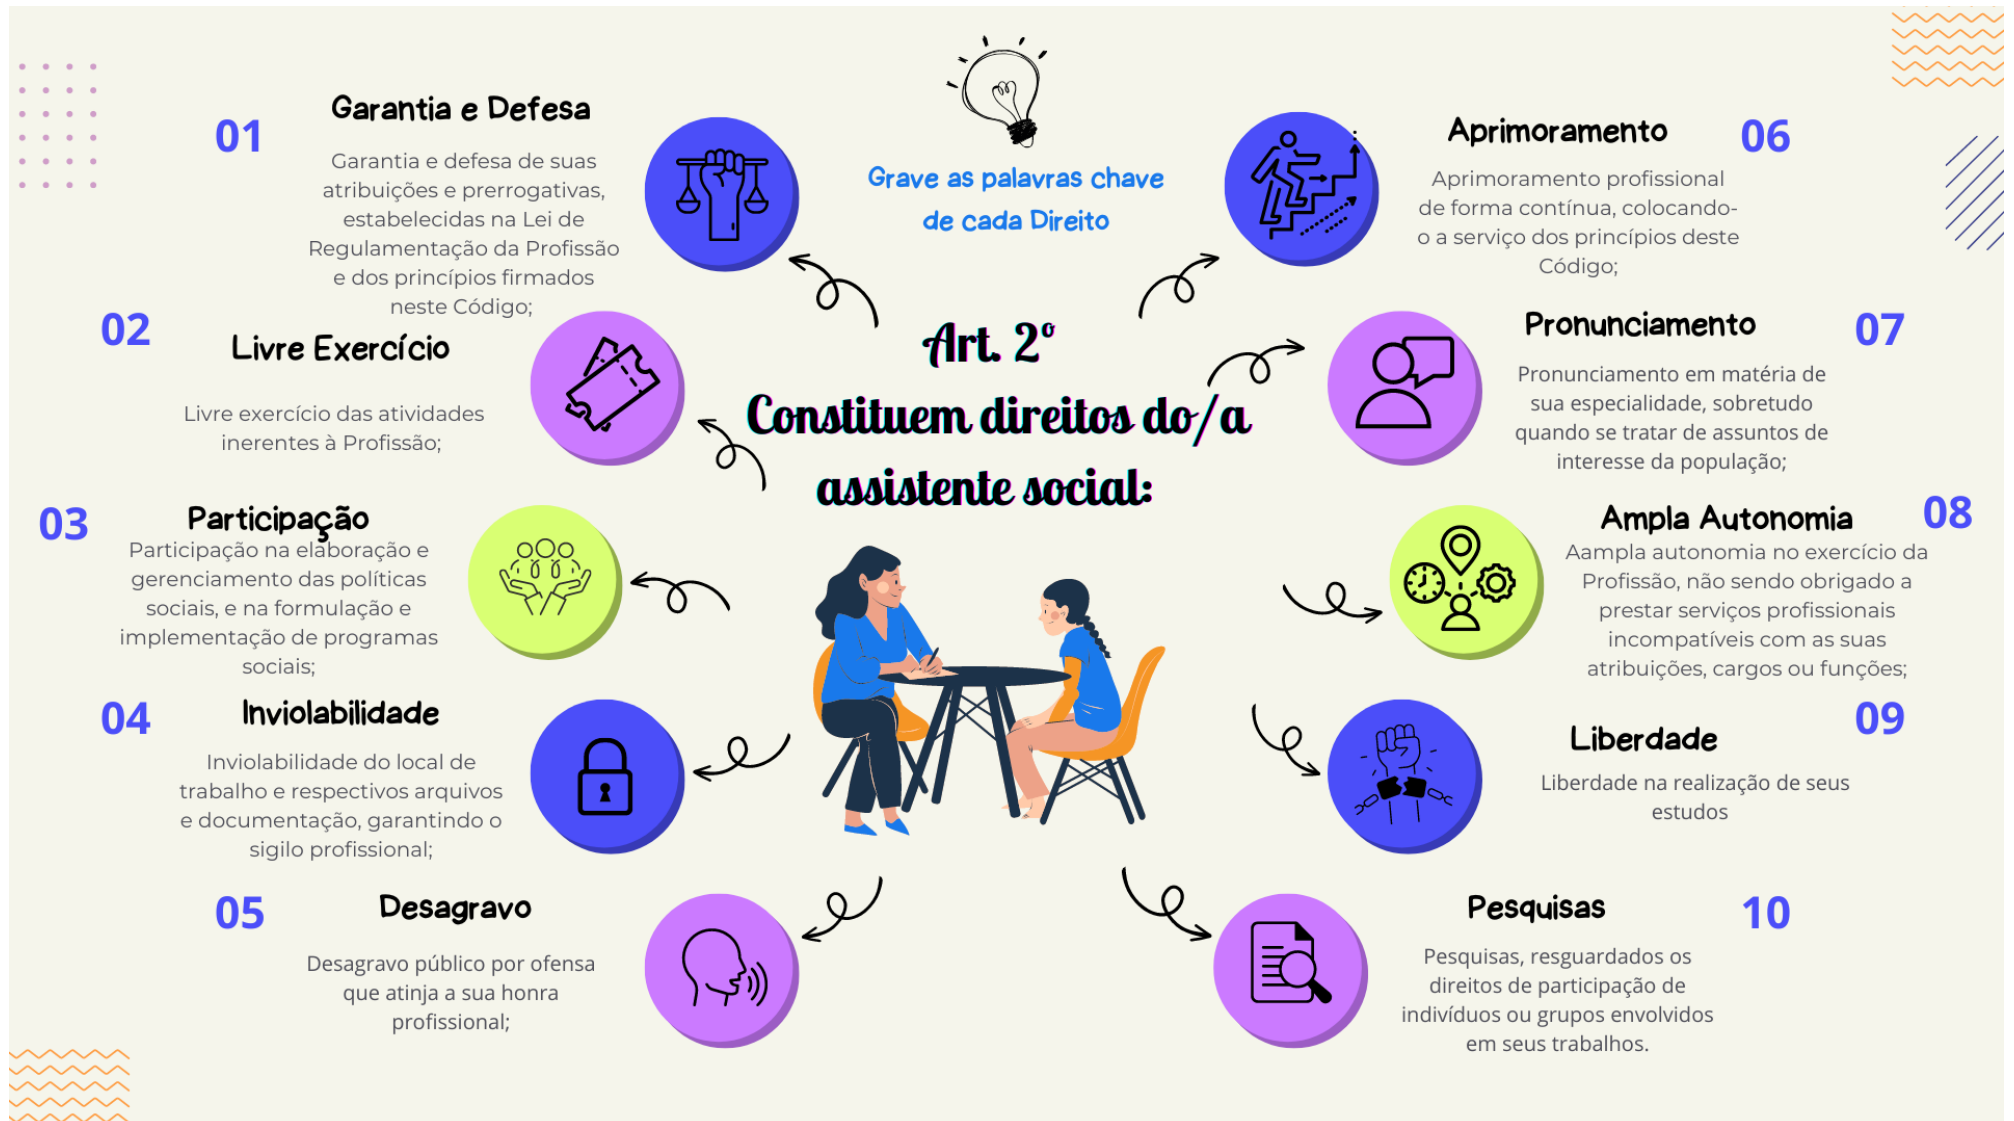 Grave as palavras chave
de cada Direito
Art. 2º
Constituem direitos do/a
assistente social:
01
Garantia e Defesa
Garantia e defesa de suas
atribuições e prerrogativas,
estabelecidas na Lei de
Regulamentação da Profissão
e dos princípios firmados
neste Código;
02
Livre Exercício
Livre exercício das atividades
inerentes à Profissão;
03
Participação
Participação na elaboração e
gerenciamento das políticas
sociais, e na formulação e
implementação de programas
sociais;
04
Inviolabilidade
Inviolabilidade do local de
trabalho e respectivos arquivos
e documentação, garantindo o
sigilo profissional;
05
Desagravo
Desagravo público por ofensa
que atinja a sua honra
profissional;
Aprimoramento
06
Aprimoramento profissional
de forma contínua, colocando-
o a serviço dos princípios deste
Código;
Pronunciamento
07
Pronunciamento em matéria de
sua especialidade, sobretudo
quando se tratar de assuntos de
interesse da população;
Ampla Autonomia
08
Aampla autonomia no exercício da
Profissão, não sendo obrigado a
prestar serviços profissionais
incompatíveis com as suas
atribuições, cargos ou funções;
09
Liberdade
Liberdade na realização de seus
estudos
Pesquisas
10
Pesquisas, resguardados os
direitos de participação de
indivíduos ou grupos envolvidos
em seus trabalhos.